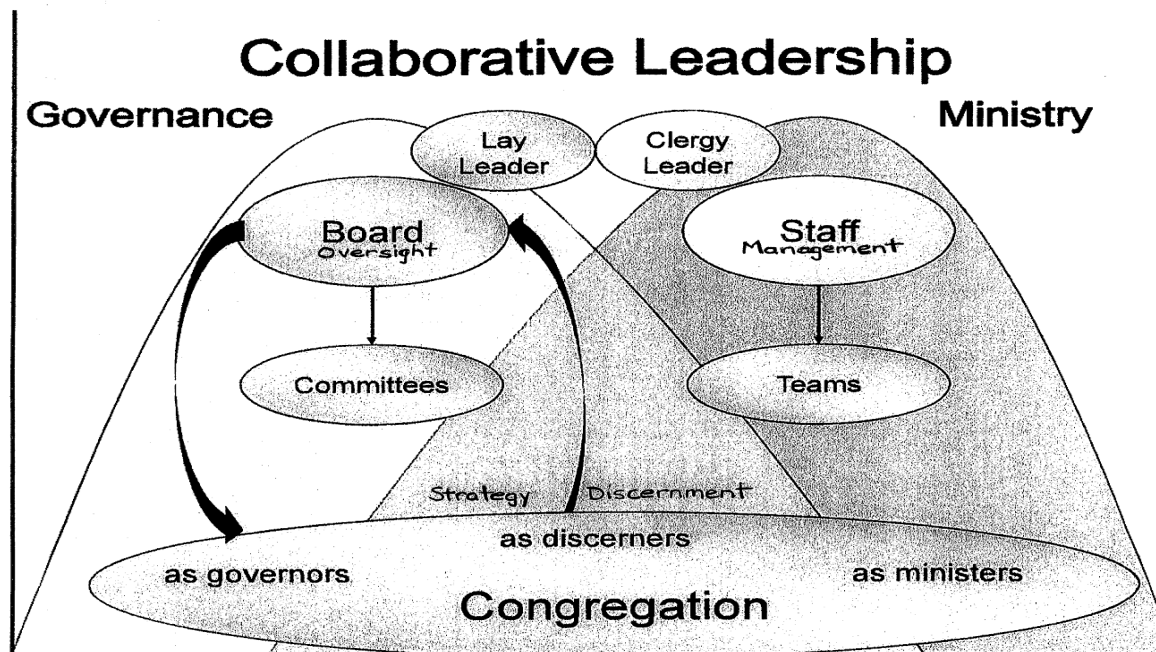 Collaborative Leadership
Governance
Ministry
Lay
Leader
Clergy
Leader
Board
Oversight
Staff
Management
Committees
Teams
Strategy
Discernment
as discerners
as governors
as ministers
Congregation